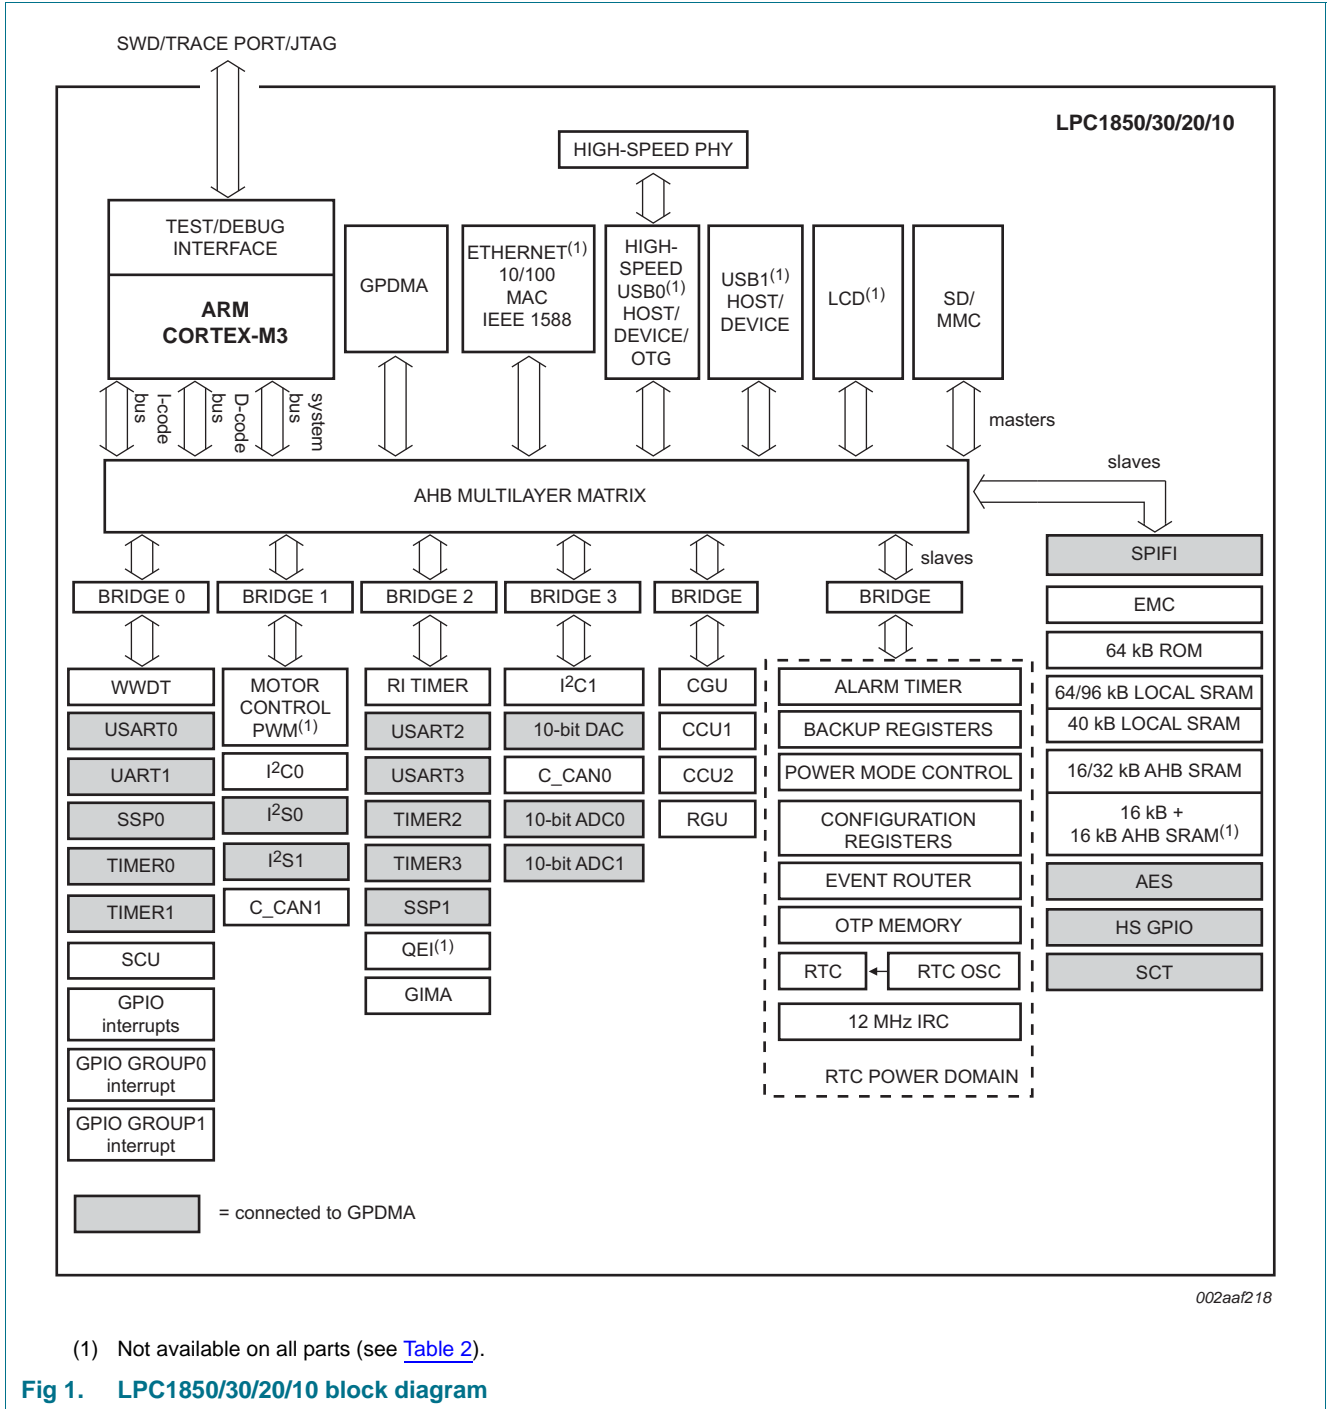 SWD/TRACE PORT/JTAG
LPC1850/30/20/10
HIGH-SPEED PHY
TEST/DEBUG
INTERFACE
ARM
CORTEX-M3
GPDMA
ETHERNET(1)
10/100
MAC
IEEE 1588
HIGH-
SPEED
USB0(1)
HOST/
DEVICE/
OTG
USB1(1)
HOST/
DEVICE
LCD(1)
SD/
MMC
I-code
bus
D-code
bus
system
bus
masters
slaves
AHB MULTILAYER MATRIX
slaves
BRIDGE 0
BRIDGE 1
BRIDGE 2
BRIDGE 3
BRIDGE
BRIDGE
WWDT
USART0
UART1
SSP0
TIMER0
TIMER1
SCU
GPIO
interrupts
GPIO GROUP0
interrupt
GPIO GROUP1
interrupt
MOTOR
CONTROL
PWM(1)
I2C0
I2S0
I2S1
C_CAN1
RI TIMER
USART2
USART3
TIMER2
TIMER3
SSP1
QEI(1)
GIMA
I2C1
10-bit DAC
C_CAN0
10-bit ADC0
10-bit ADC1
CGU
CCU1
CCU2
RGU
ALARM TIMER
BACKUP REGISTERS
POWER MODE CONTROL
CONFIGURATION
REGISTERS
EVENT ROUTER
OTP MEMORY
RTC
RTC OSC
12 MHz IRC
RTC POWER DOMAIN
SPIFI
EMC
64 kB ROM
64/96 kB LOCAL SRAM
40 kB LOCAL SRAM
16/32 kB AHB SRAM
16 kB +
16 kB AHB SRAM(1)
AES
HS GPIO
SCT
= connected to GPDMA
002aaf218
(1) Not available on all parts (see Table 2).
Fig 1. LPC1850/30/20/10 block diagram